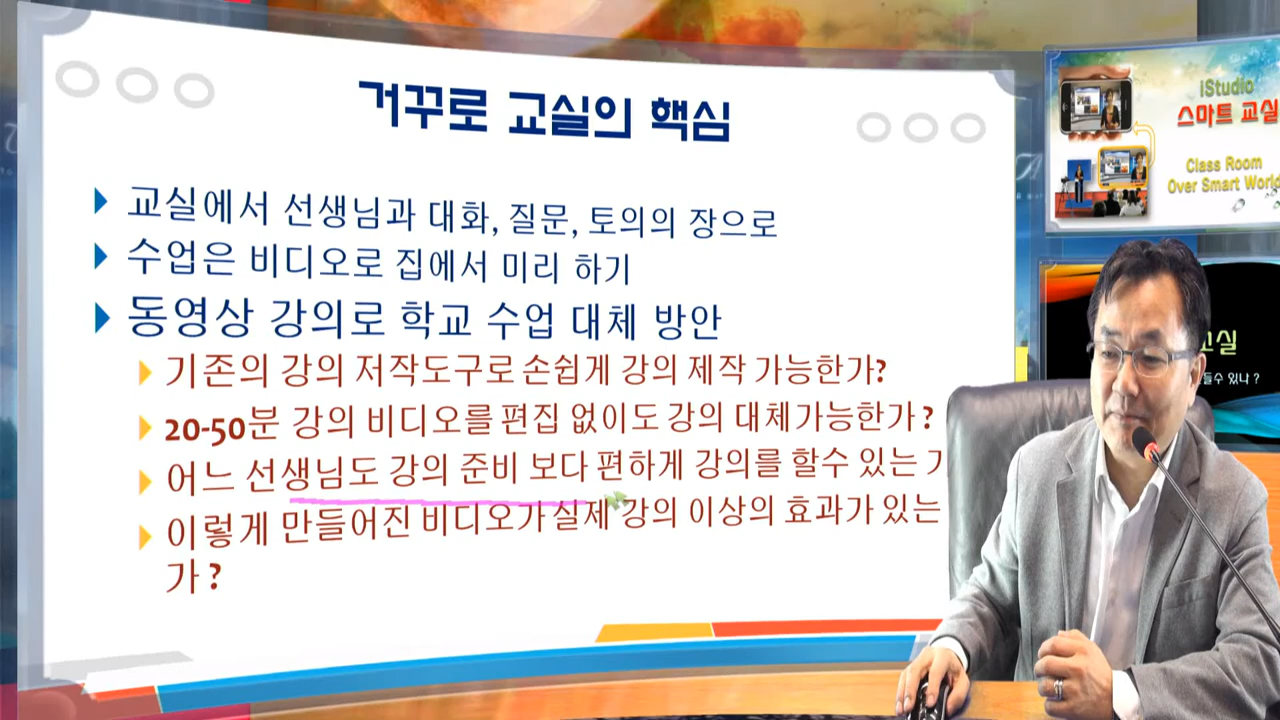 거꾸로 교실의 핵심
교실에서 선생님과 대화, 질문, 토의의 장으로
수업은 비디오로 집에서 미리 하기
동영상 강의로 학교 수업 대체 방안
기존의 강의 저작도구로 손쉽게 강의 제작 가능한가?
20-50분 강의 비디오를 편집 없이도 강의 대체가능한가 ?
어느 선생님도 강의 준비 보다 편하게 강의를 할수 있는
이렇게 만들어진 비디오가 실제 강의 이상의 효과가 있는
가 ?
iStudio
스마트 교실
Class Room
Over Smart World
교실
들수 있나 ?